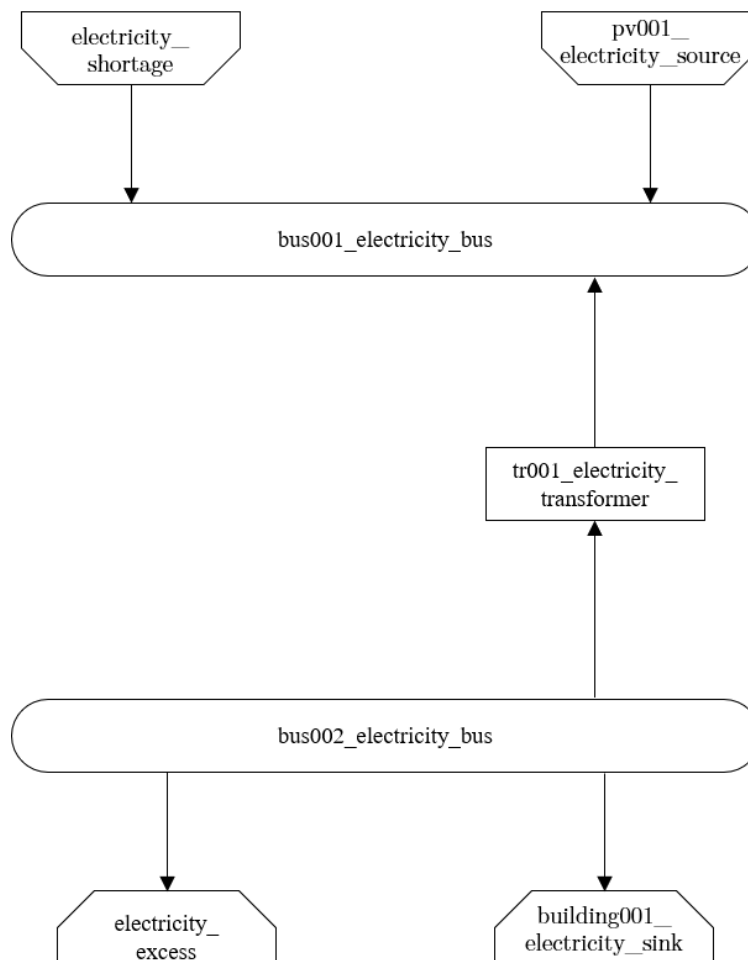 electricity_
shortage
pv001_
electricity_source
bus001_electricity_bus
tr001_electricity_
transformer
bus002_electricity_bus
electricity_
excess
building001_
electricity_sink